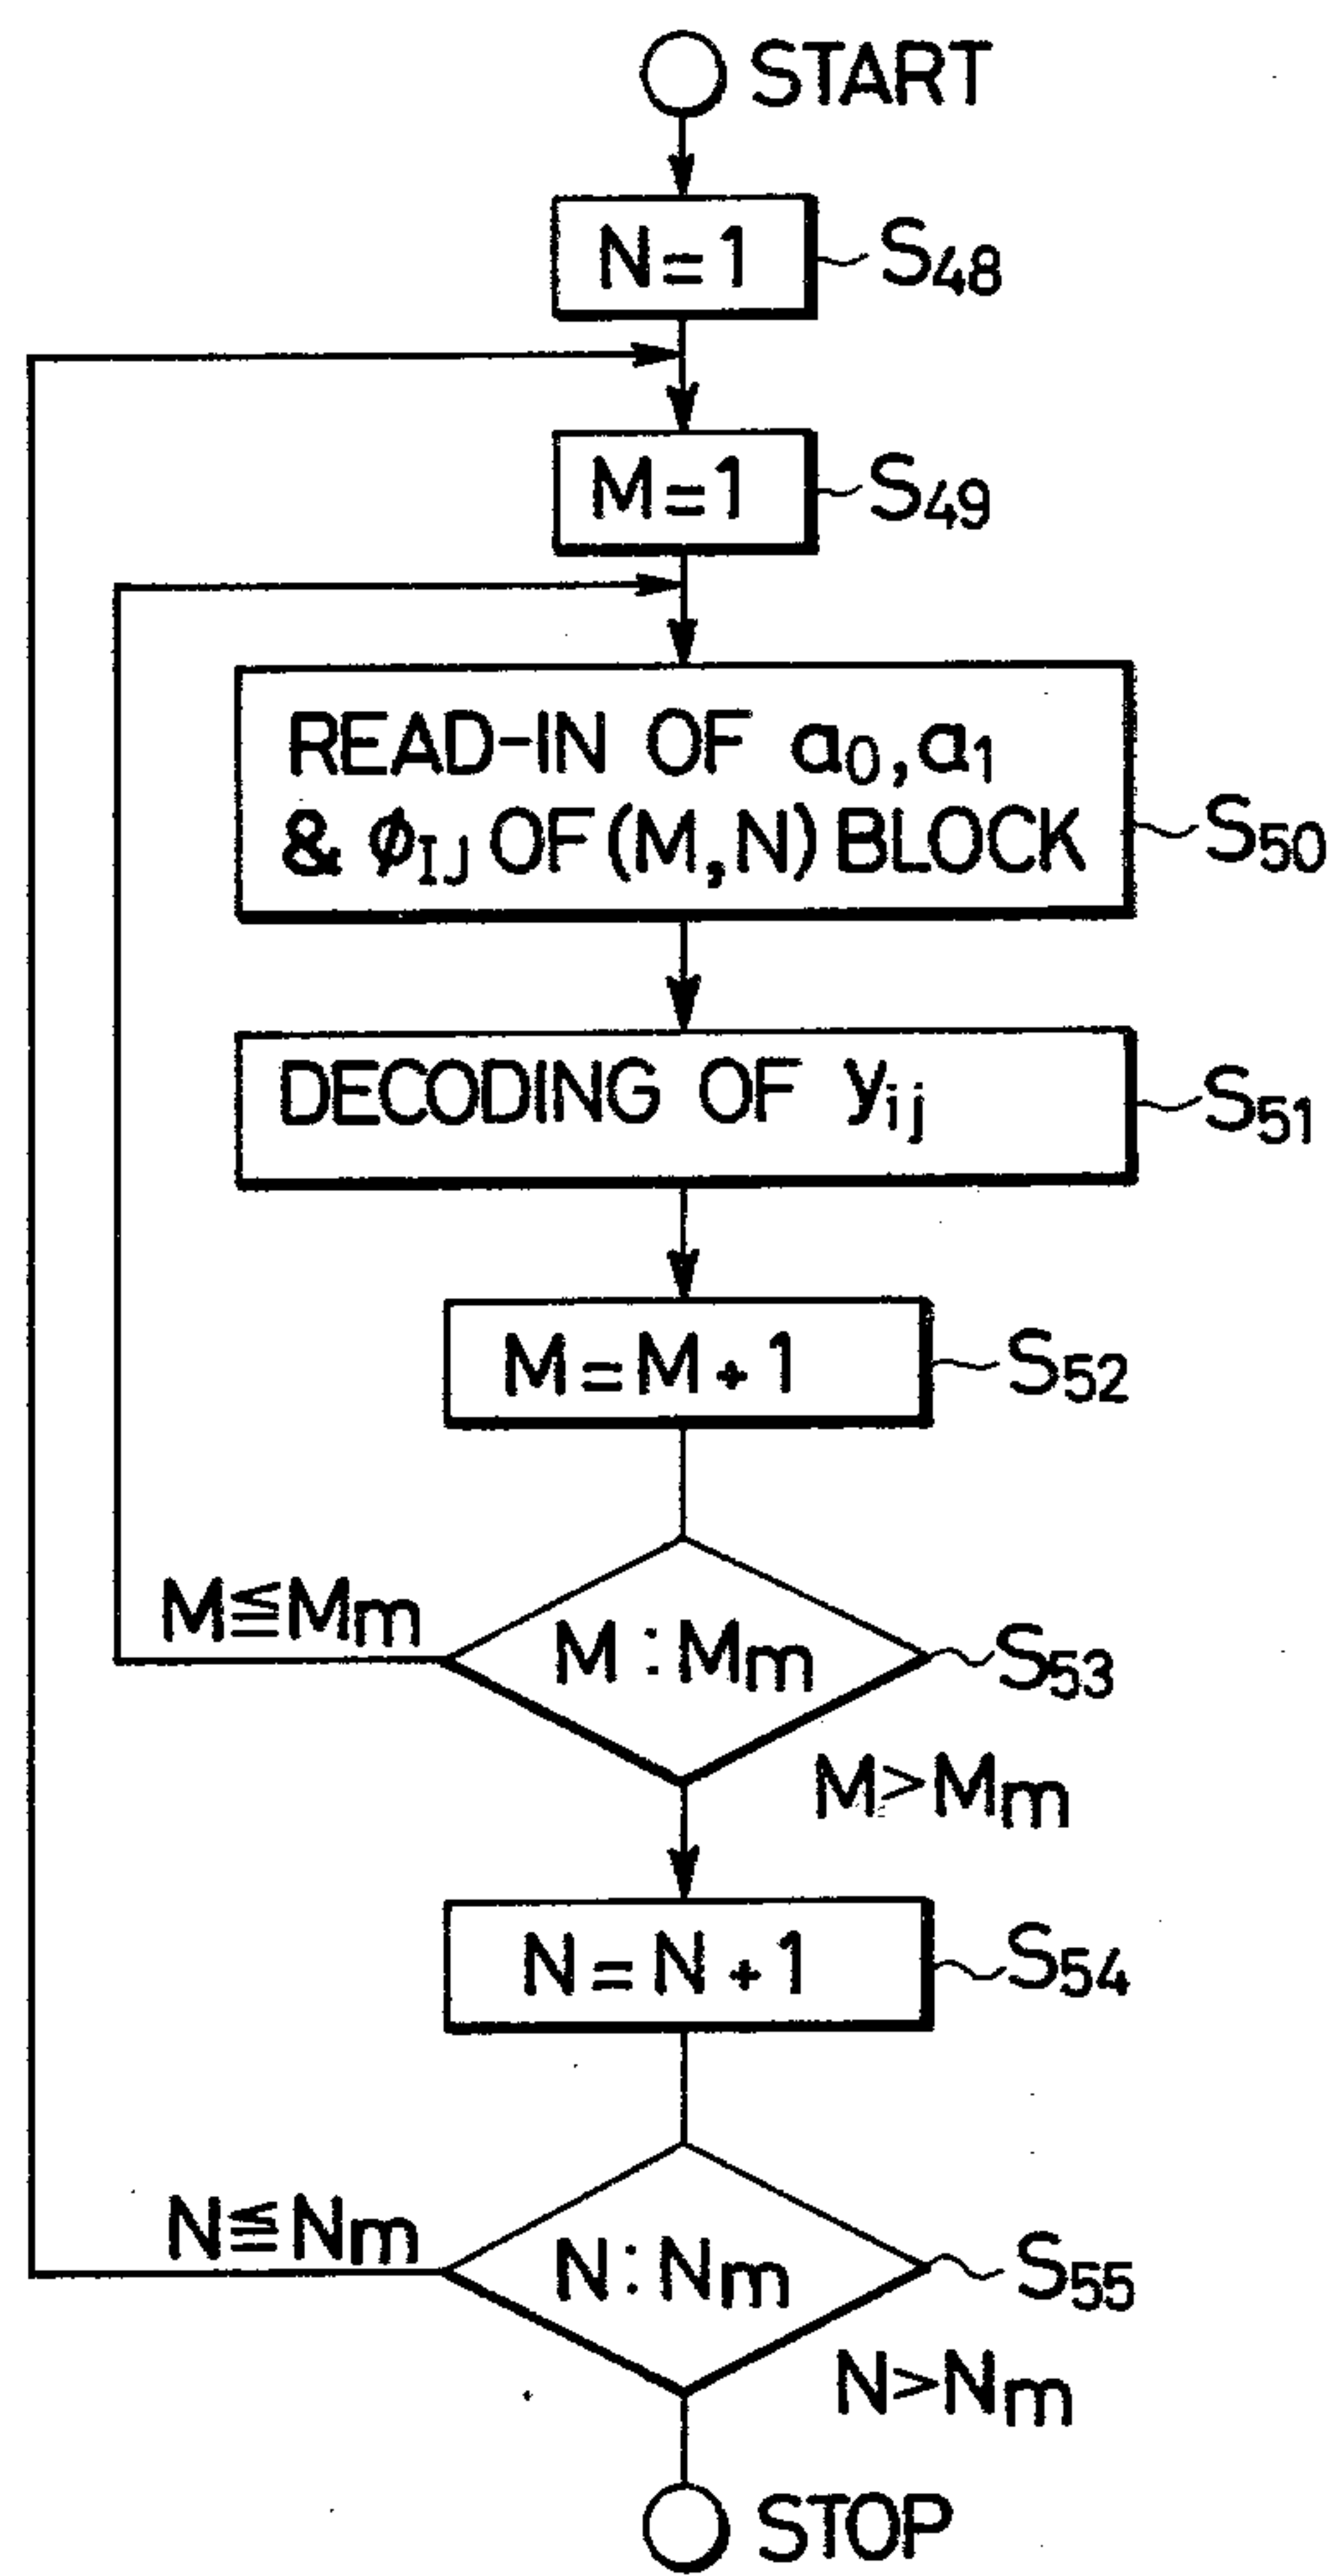 START
N=1
S48
M=1
S49
READ-IN OF a0,a1
& ϕIJ OF(M,N)BLOCK
S50
DECODING OF yij
S51
M=M+1
S52
M≦Mm
M:Mm
S53
M>Mm
N=N+1
S54
N≦Nm
N:Nm
S55
N>Nm
STOP